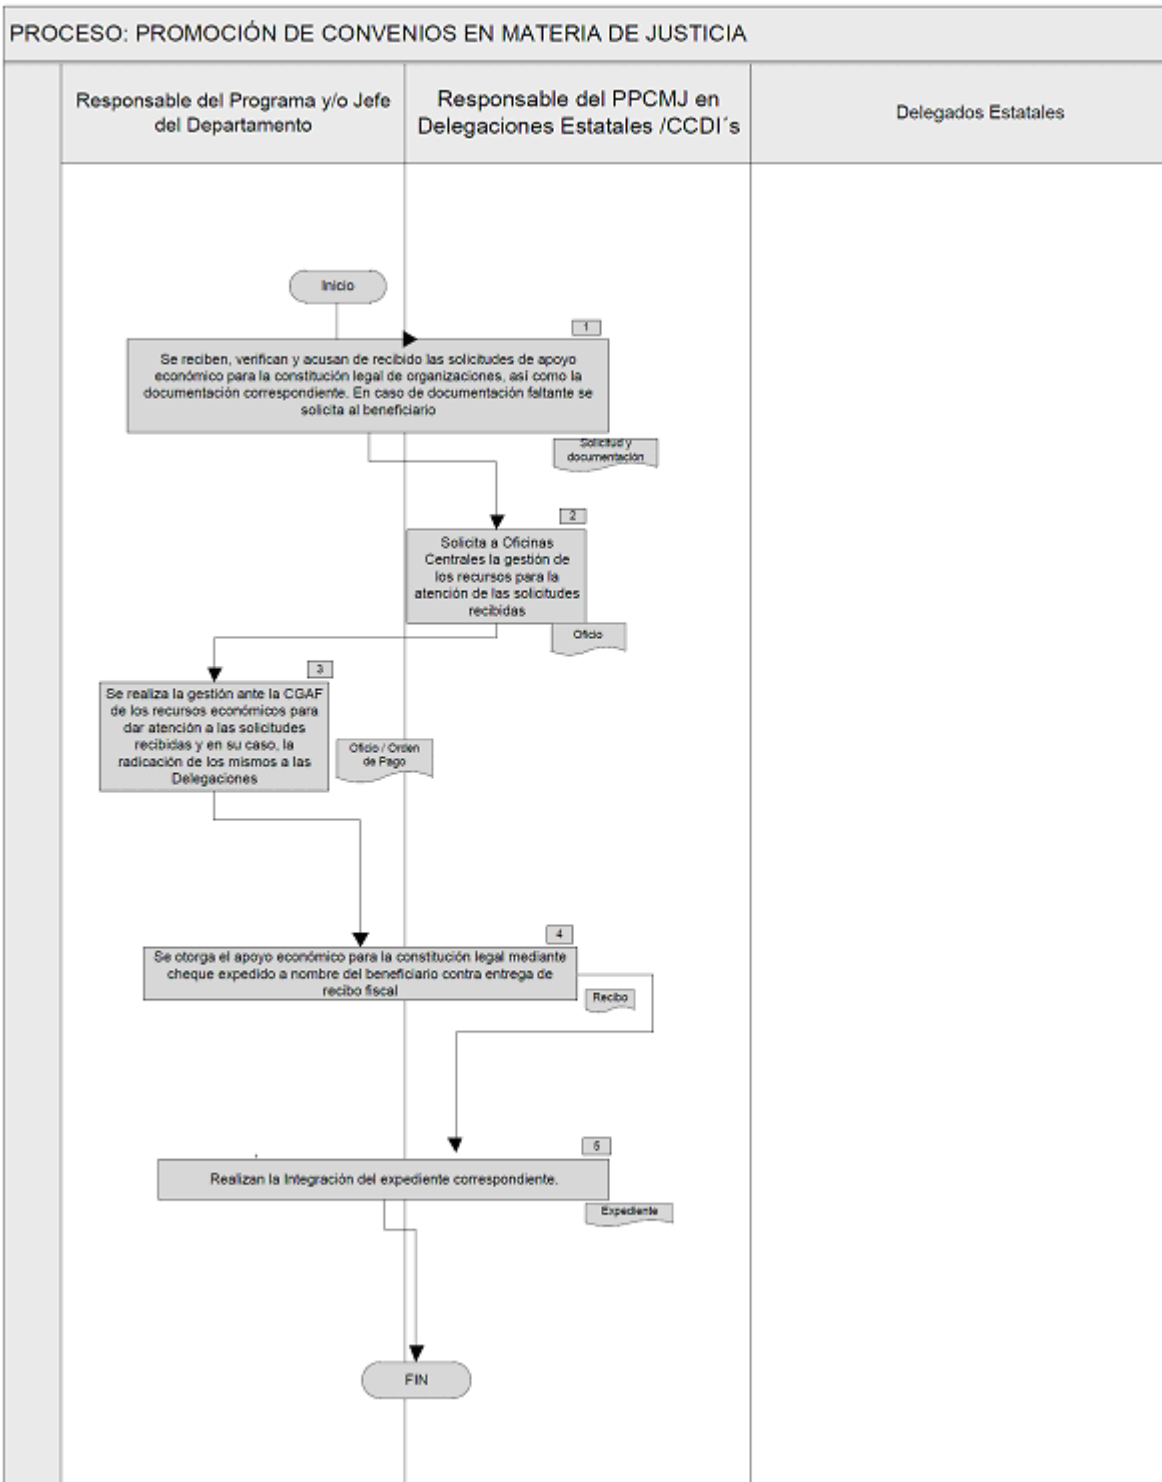 PROCESO: PROMOCIÓN DE CONVENIOS EN MATERIA DE JUSTICIA
Responsable del Programa y/o Jefe
del Departamento
Responsable del PPCMJ en
Delegaciones Estatales /CCDI´s
Delegados Estatales
Inicio
1
Se reciben, verifican y acusan de recibido las solicitudes de apoyo
económico para la constitución legal de organizaciones, así como la
documentación correspondiente. En caso de documentación faltante se
solicita al beneficiario
Solicitud y
documentación
2
Solicita a Oficinas
Centrales la gestión de
los recursos para la
atención de las solicitudes
recibidas
Oficio
3
Se realiza la gestión ante la CGAF
de los recursos económicos para
dar atención a las solicitudes
recibidas y en su caso, la
radicación de los mismos a las
Delegaciones
Oficio / Orden
de Pago
4
Se otorga el apoyo económico para la constitución legal mediante
cheque expedido a nombre del beneficiario contra entrega de
recibo fiscal
Recibo
5
Realizan la Integración del expediente correspondiente.
Expediente
FIN